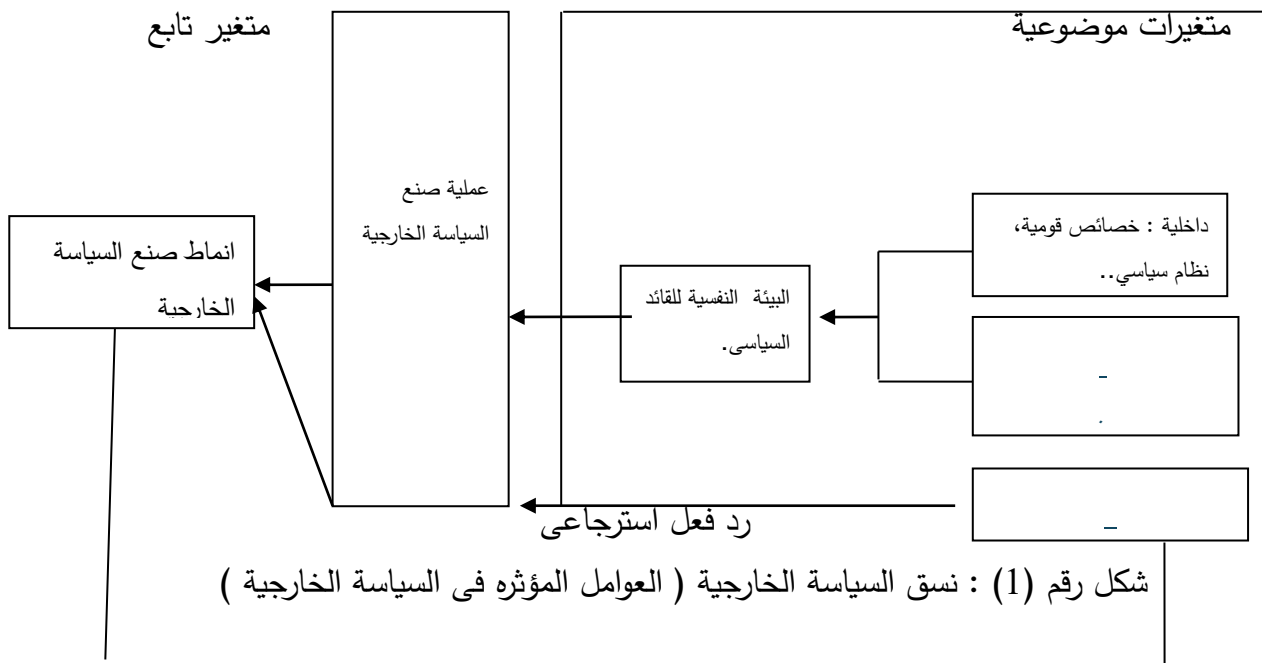 متغيرات موضوعية
متغير تابع
داخلية : خصائص قومية،
نظام سياسي..
البيئة النفسية للقائد
السياسى.
عملية صنع
السياسة الخارجية
انماط صنع السياسة
الخارجية
رد فعل استرجاعى
شكل رقم (1) : نسق السياسة الخارجية ( العوامل المؤثره فى السياسة الخارجية )